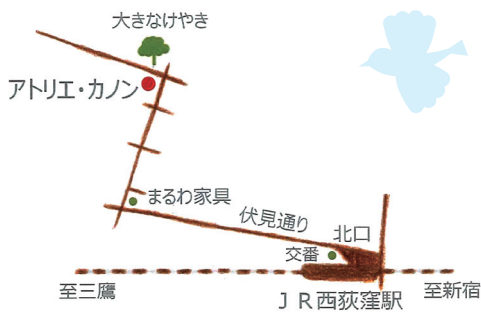 大きなけやき
アトリエ・カノン
まるわ家具
伏見通り
北口
交番
至三鷹
JR西荻窪駅
至新宿